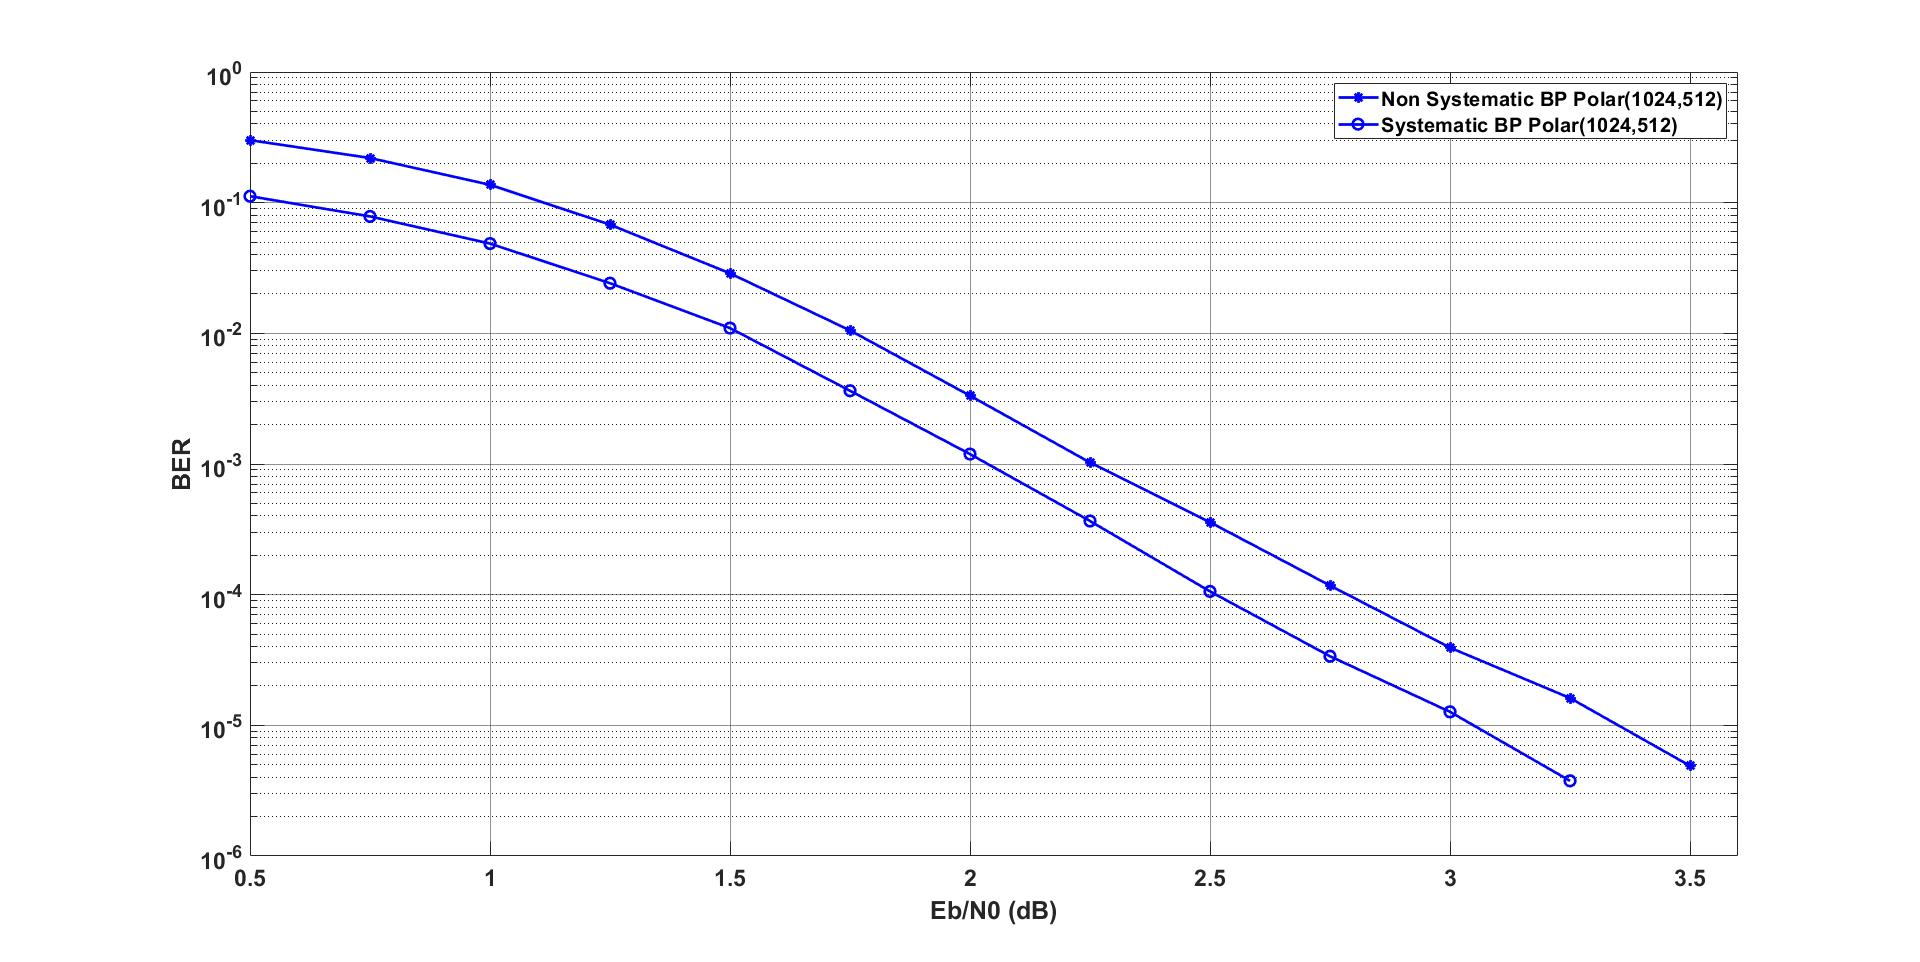 10^0
10^-1
10^-2
10^-3
10^-4
10^-5
10^-6
BER
Non Systematic BP Polar(1024,512)
Systematic BP Polar(1024,512)
0.5 1 1.5 2 2.5 3 3.5
Eb/N0 (dB)